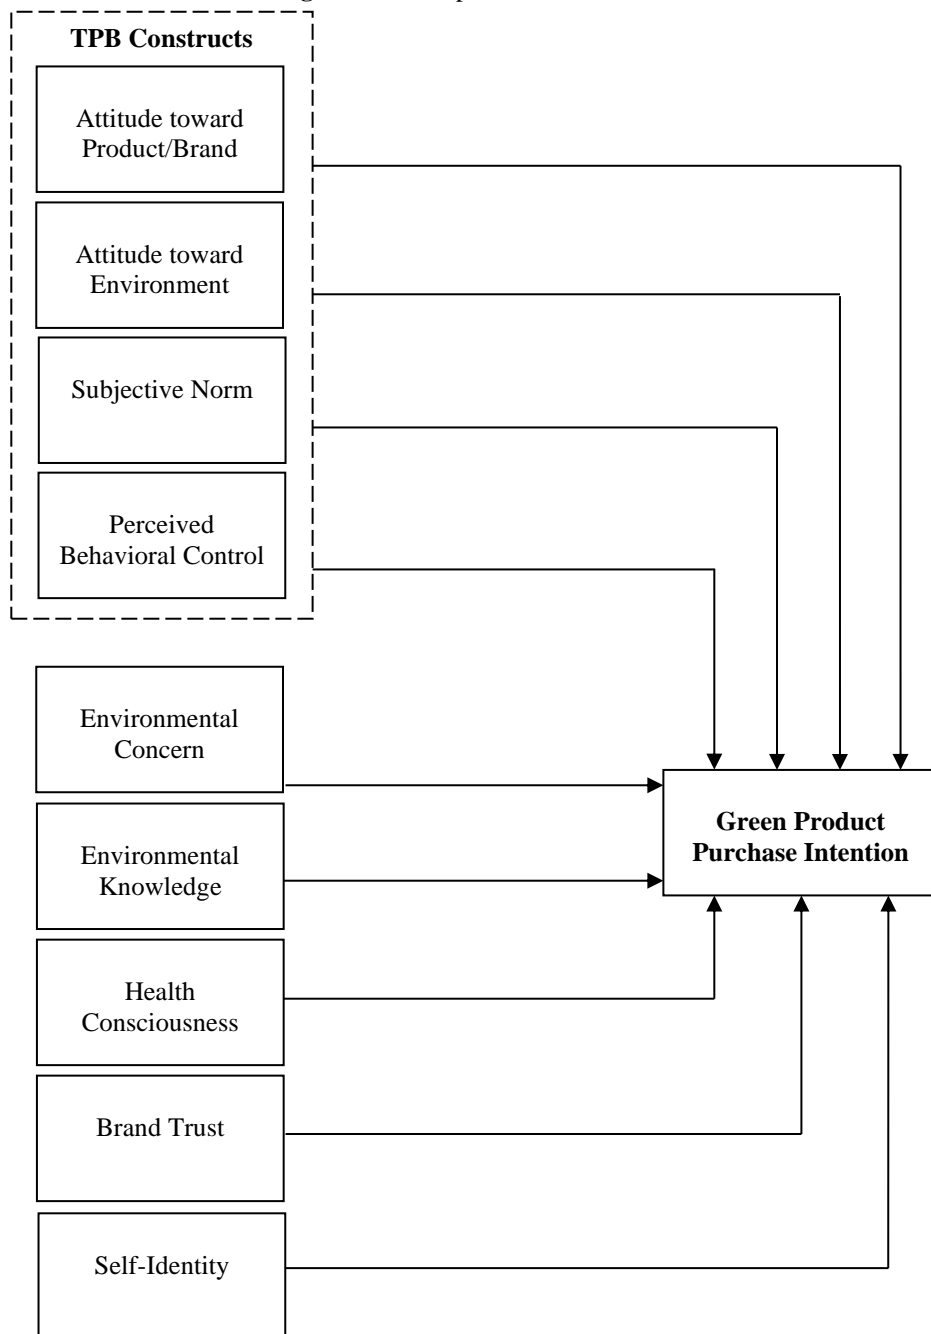 TPB Constructs
Attitude toward
Product/Brand
Attitude toward
Environment
Subjective Norm
Perceived
Behavioral Control
Environmental
Concern
Environmental
Knowledge
Health
Consciousness
Brand Trust
Self-Identity
Green Product
Purchase Intention